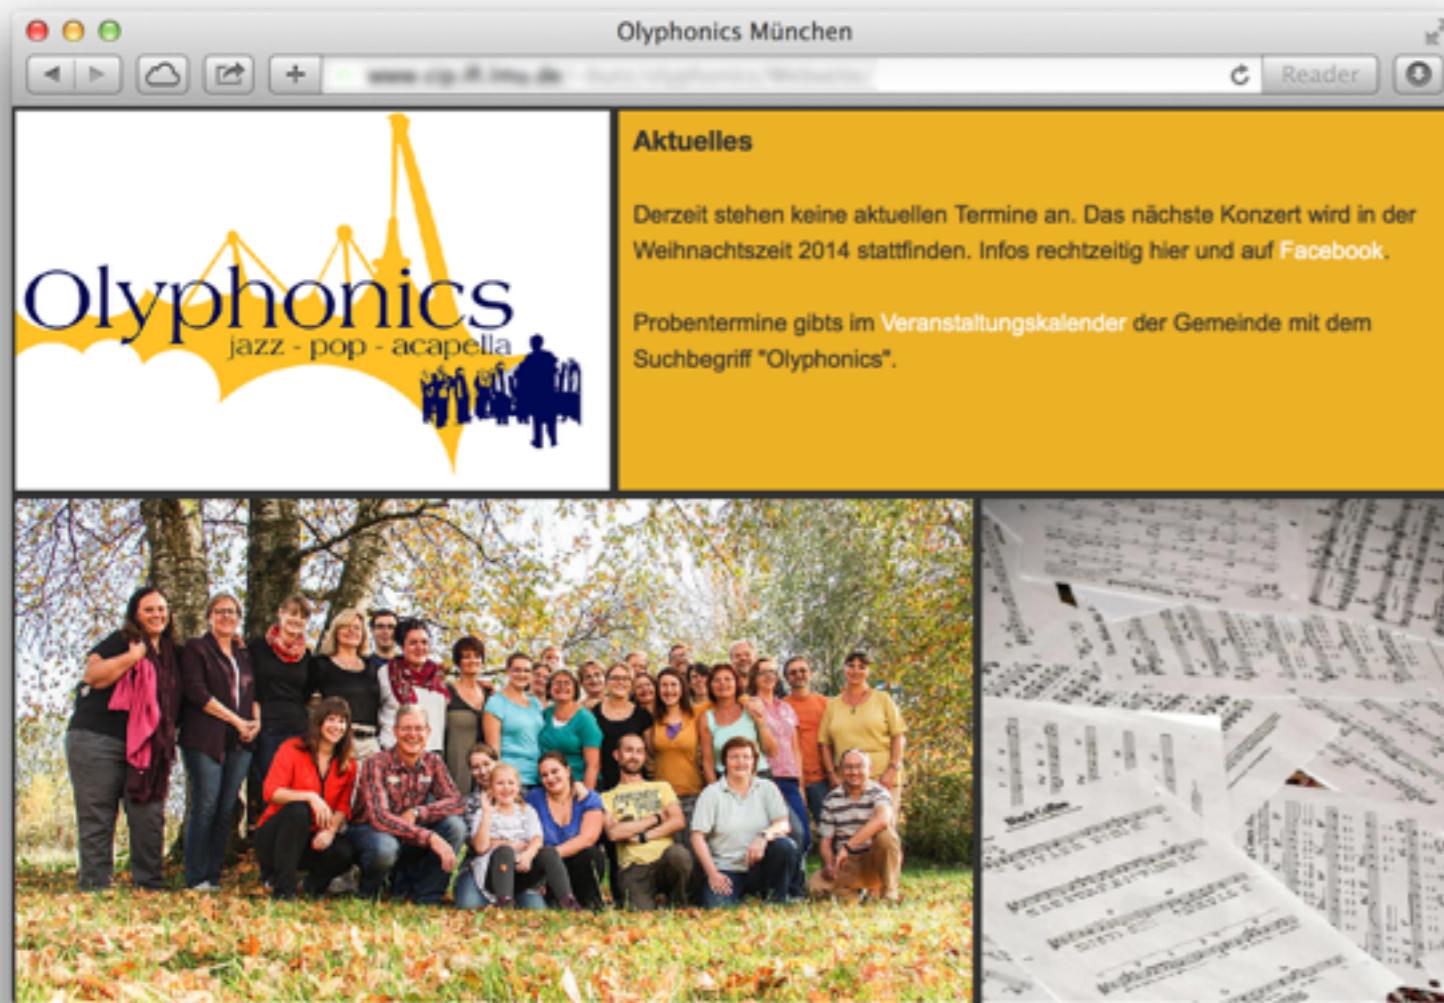 Olyphonics München
Reader
Olyphonics
jazz - pop - acapella
Aktuelles
Derzeit stehen keine aktuellen Termine an. Das nächste Konzert wird in der
Weihnachtszeit 2014 stattfinden. Infos rechtzeitig hier und auf Facebook.
Probentermine gibts im Veranstaltungskalender der Gemeinde mit dem
Suchbegriff "Olyphonics".